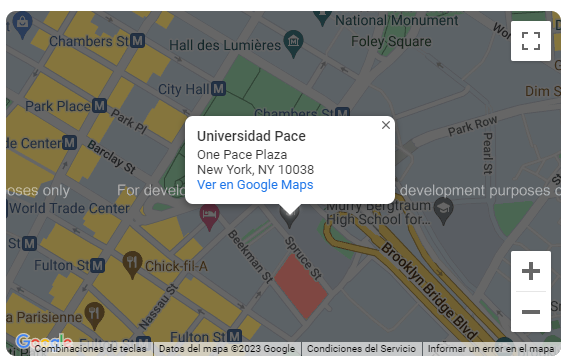 National Monument
Foley Square
Chambers St
Hall des Lumières
Worth
City Hall
Dim S
Park Place
Park Pl
Chambers St
Park Row
Pearl St
de Center
Barclay St
Universidad Pace
One Pace Plaza
New York, NY 10038
Ver en Google Maps
oses only
For develo
development purposes o
World Trade Center
Murry Bergtraum
High School for...
Beekman St
Spruce St
Brooklyn Bridge Blvd
Fulton St
Chick-fil-A
Nassau St
a Parisienne
Fulton St
Google
Combinaciones de teclas
Datos del mapa ©2023 Google
Condiciones del Servicio
Informar un error en el mapa